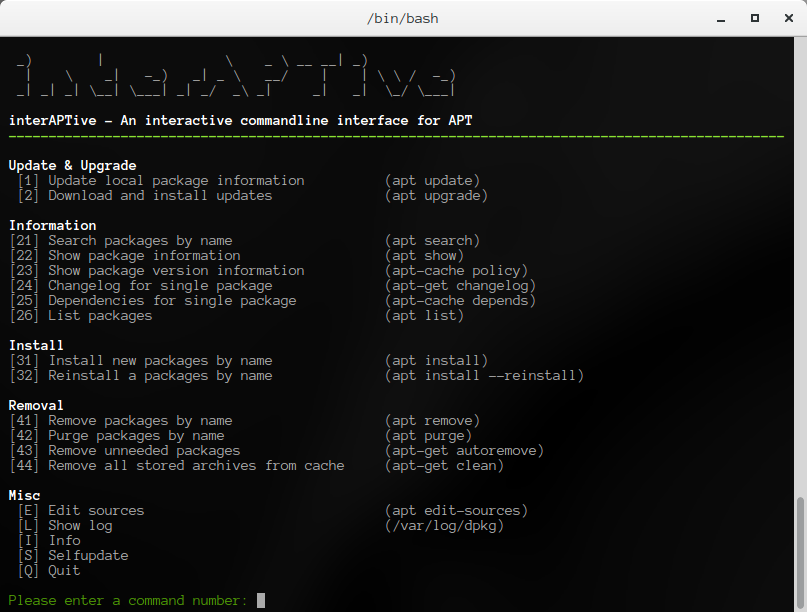 /bin/bash
interAPTive
interAPTive - An interactive commandline interface for APT
Update & Upgrade
[1] Update local package information (apt update)
[2] Download and install updates (apt upgrade)
Information
[21] Search packages by name (apt search)
[22] Show package information (apt show)
[23] Show package version information (apt-cache policy)
[24] Changelog for single package (apt-get changelog)
[25] Dependencies for single package (apt-cache depends)
[26] List packages (apt list)
Install
[31] Install new packages by name (apt install)
[32] Reinstall a packages by name (apt install --reinstall)
Removal
[41] Remove packages by name (apt remove)
[42] Purge packages by name (apt purge)
[43] Remove unneeded packages (apt-get autoremove)
[44] Remove all stored archives from cache (apt-get clean)
Misc
[E] Edit sources (apt edit-sources)
[L] Show log (/var/log/dpkg)
[I] Info
[S] Selfupdate
[Q] Quit
Please enter a command number: